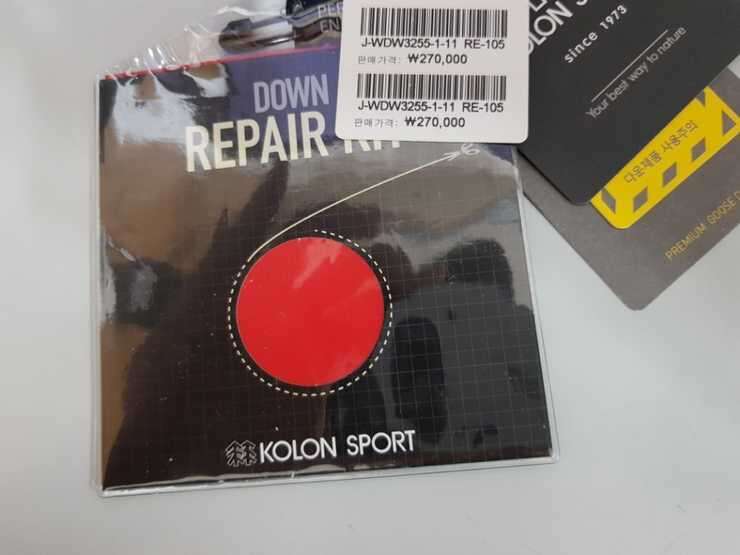 J-WDW3255-1-11 RE-105
판매가격: ₩270,000
J-WDW3255-1-11 RE-105
판매가격: ₩270,000
DOWN
REPAIR
KOLON SPORT
since 1973
Your best way to nature
다운제품 사용주의
PREMIUM GOOSE